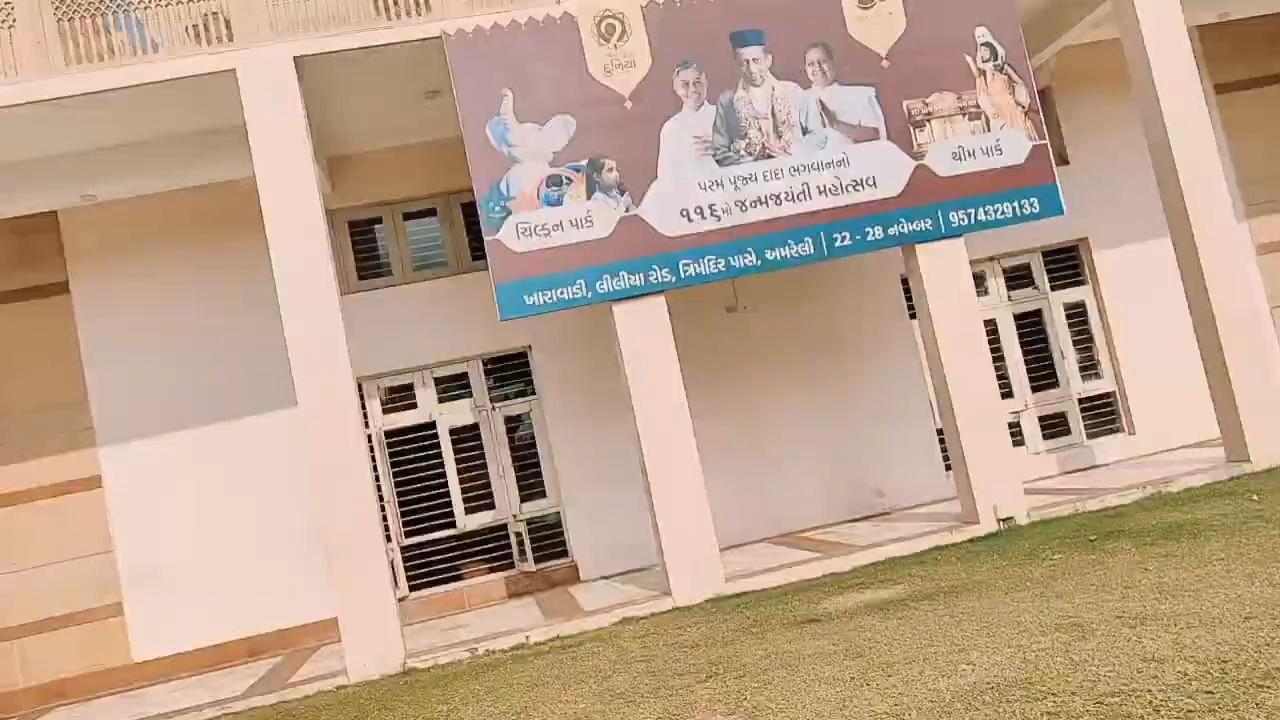 દુનિયા
પરમ પૂજ્ય દાદા ભગવાનનો
૧૧૬મો જન્મજયંતી મહોત્સવ
ચિલ્ડ્રન પાર્ક
થીમ પાર્ક
ખારાવાડી, લીલીયા રોડ, ત્રિમંદિર પાસે, અમરેલી | 22 - 28 નવેમ્બર | 9574329133